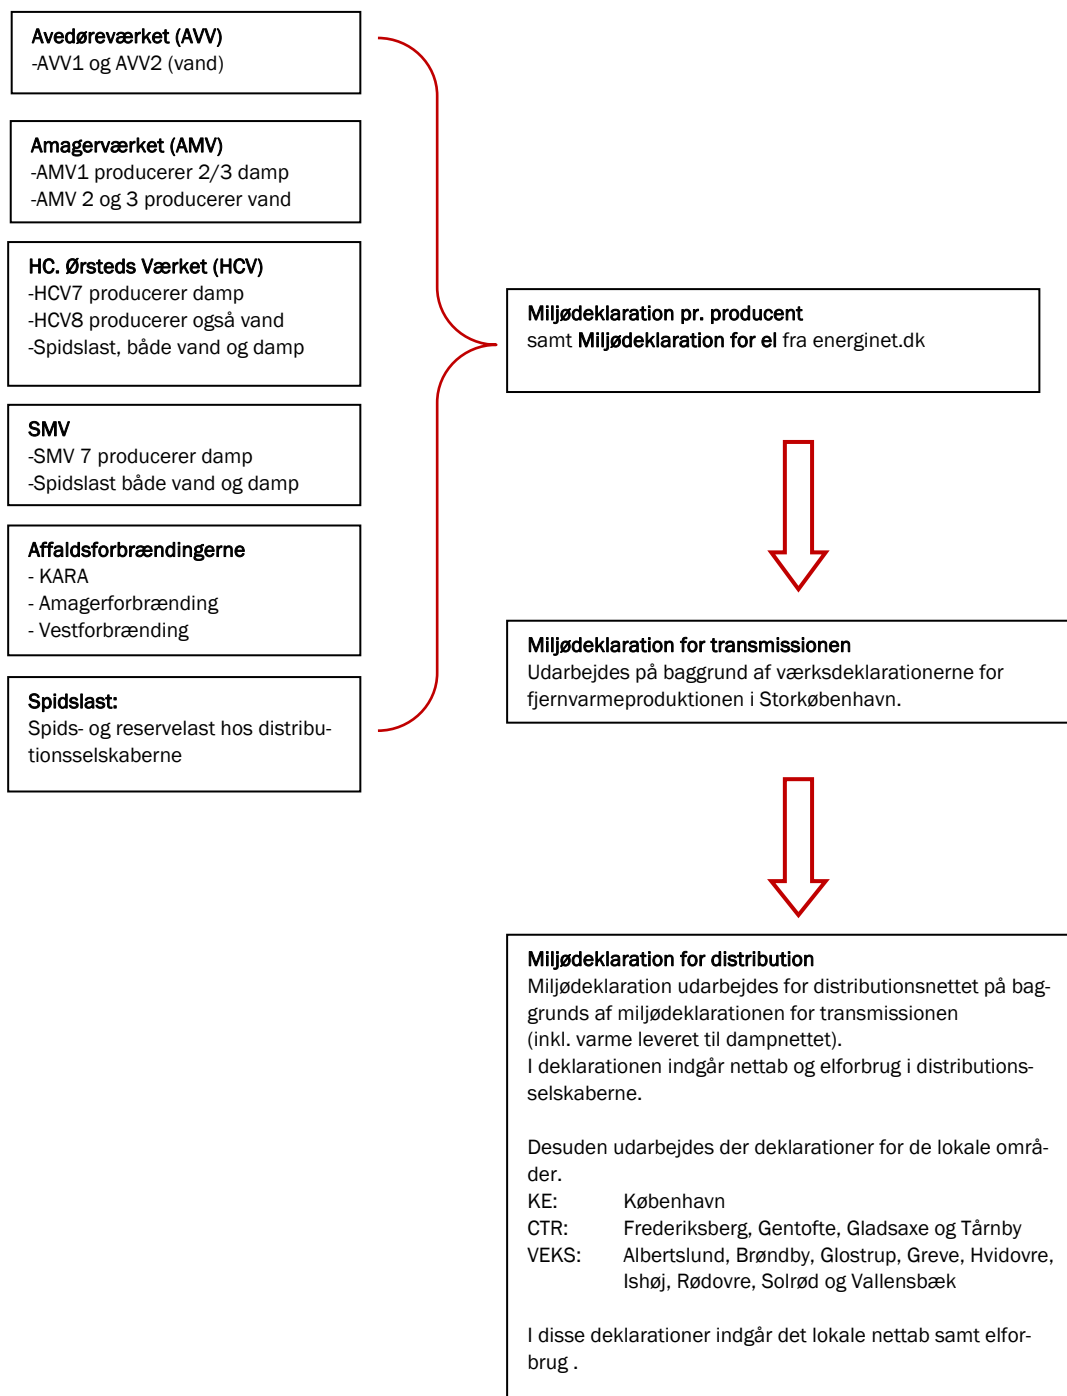 Avedøreværket (AVV)
-AVV1 og AVV2 (vand)
Amagerværket (AMV)
-AMV1 producerer 2/3 damp
-AMV 2 og 3 producerer vand
HC. Ørsteds Værket (HCV)
-HCV7 producerer damp
-HCV8 producerer også vand
-Spidslast, både vand og damp
SMV
-SMV 7 producerer damp
-Spidslast både vand og damp
Affaldsforbrændingerne
- KARA
- Amagerforbrænding
- Vestforbrænding
Spidslast:
Spids- og reservelast hos distribu-
tionsselskaberne
Miljødeklaration pr. producent
samt Miljødeklaration for el fra energinet.dk
Miljødeklaration for transmissionen
Udarbejdes på baggrund af værksdeklarationerne for
fjernvarmeproduktionen i Storkøbenhavn.
Miljødeklaration for distribution
Miljødeklaration udarbejdes for distributionsnettet på bag-
grunds af miljødeklarationen for transmissionen
(inkl. varme leveret til dampnettet).
I deklarationen indgår nettab og elforbrug i distributions-
selskaberne.
Desuden udarbejdes der deklarationer for de lokale områ-
der.
KE: København
CTR: Frederiksberg, Gentofte, Gladsaxe og Tårnby
VEKS: Albertslund, Brøndby, Glostrup, Greve, Hvidovre,
Ishøj, Rødovre, Solrød og Vallensbæk
I disse deklarationer indgår det lokale nettab samt elfor-
brug .